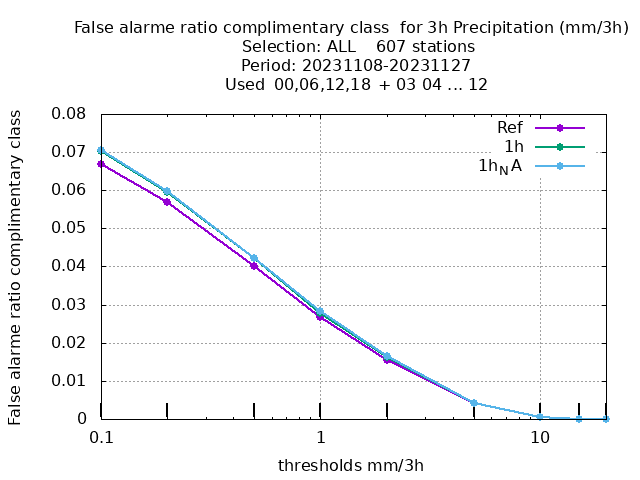 False alarme ratio complimentary class  for 3h Precipitation (mm/3h)
Selection: ALL    607 stations
Period: 20231108-20231127
Used  00,06,12,18  + 03 04 ... 12
False alarme ratio complimentary class
0.08
0.07
0.06
0.05
0.04
0.03
0.02
0.01
0
Ref
1h
1h_NA
0.1
1
10
thresholds mm/3h